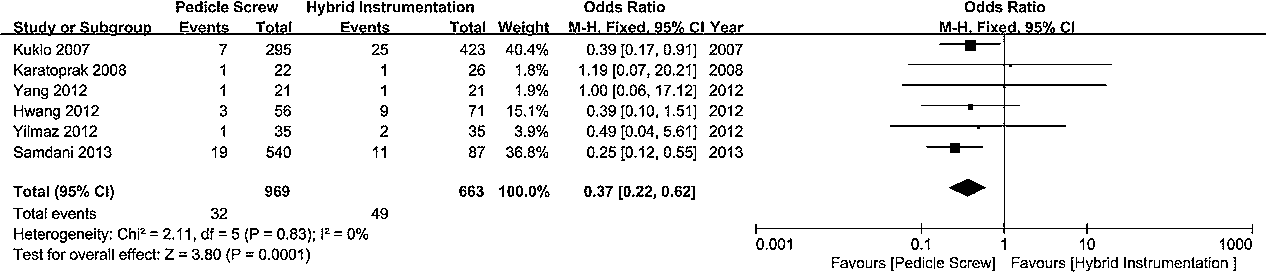 Pedicle Screw Hybrid Instrumentation Odds Ratio Odds Ratio
Study or Subgroup Events Total Events Total Weight M-H, Fixed, 95% CI Year M-H, Fixed, 95% CI
Kuklo 2007 7 295 25 423 40.4% 0.39 [0.17, 0.91] 2007
Karatoprak 2008 1 22 1 26 1.8% 1.19 [0.07, 20.21] 2008
Yang 2012 1 21 1 21 2.0% 1.00 [0.06, 17.12] 2012
Hwang 2012 3 56 9 71 15.1% 0.39 [0.10, 1.51] 2012
Yilmaz 2012 1 35 2 35 3.9% 0.49 [0.04, 5.61] 2012
Samdani 2013 19 540 11 87 36.8% 0.25 [0.12, 0.55] 2013
Total (95% CI) 969 663 100.0% 0.37 [0.22, 0.62]
Total events 32 49
Heterogeneity: Chi² = 2.11, df = 5 (P = 0.83); I² = 0%
Test for overall effect: Z = 3.80 (P = 0.0001)
0.001 0.1 1 10 1000
Favours [Pedicle Screw] Favours [Hybrid Instrumentation ]